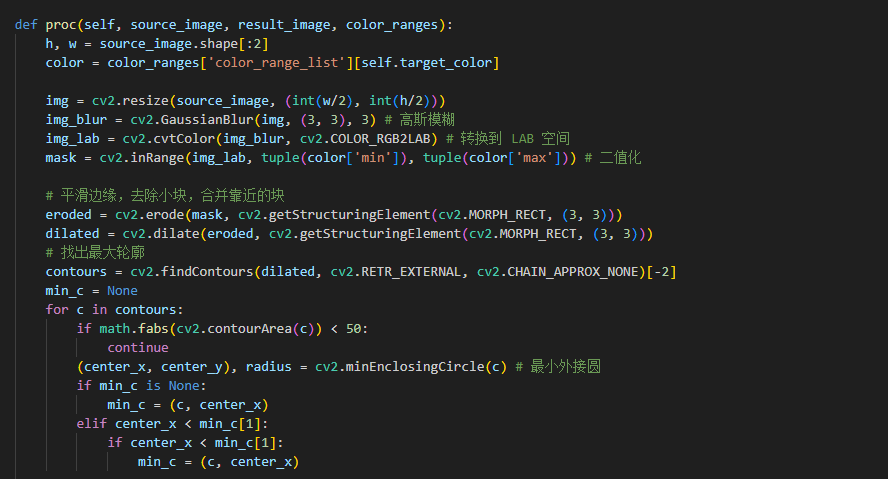 def proc(self, source_image, result_image, color_ranges):
    h, w = source_image.shape[:2]
    color = color_ranges['color_range_list'][self.target_color]

    img = cv2.resize(source_image, (int(w/2), int(h/2)))
    img_blur = cv2.GaussianBlur(img, (3, 3), 3) # 高斯模糊
    img_lab = cv2.cvtColor(img_blur, cv2.COLOR_RGB2LAB) # 转换到 LAB 空间
    mask = cv2.inRange(img_lab, tuple(color['min']), tuple(color['max'])) # 二值化

    # 平滑边缘，去除小块，合并靠近的块
    eroded = cv2.erode(mask, cv2.getStructuringElement(cv2.MORPH_RECT, (3, 3)))
    dilated = cv2.dilate(eroded, cv2.getStructuringElement(cv2.MORPH_RECT, (3, 3)))
    # 找出最大轮廓
    contours = cv2.findContours(dilated, cv2.RETR_EXTERNAL, cv2.CHAIN_APPROX_NONE)[-2]
    min_c = None
    for c in contours:
        if math.fabs(cv2.contourArea(c)) < 50:
            continue
        (center_x, center_y), radius = cv2.minEnclosingCircle(c) # 最小外接圆
        if min_c is None:
            min_c = (c, center_x)
        elif center_x < min_c[1]:
            if center_x < min_c[1]:
                min_c = (c, center_x)